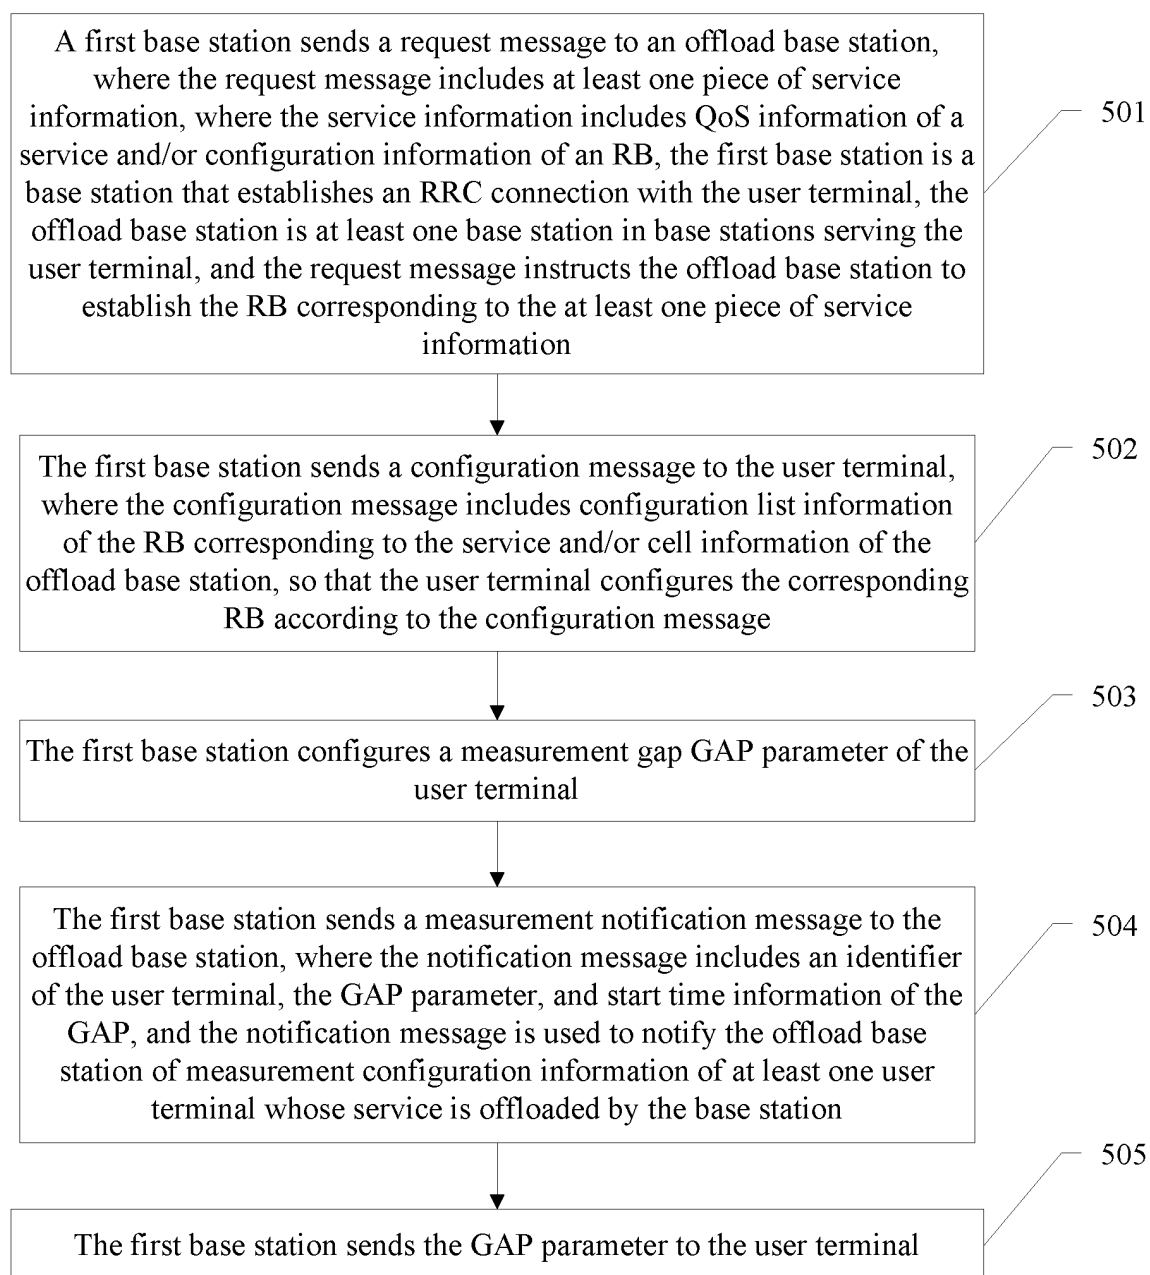 A first base station sends a request message to an offload base station,
where the request message includes at least one piece of service
information, where the service information includes QoS information of a
service and/or configuration information of an RB, the first base station is a
base station that establishes an RRC connection with the user terminal, the
offload base station is at least one base station in base stations serving the
user terminal, and the request message instructs the offload base station to
establish the RB corresponding to the at least one piece of service
information
501
The first base station sends a configuration message to the user terminal,
where the configuration message includes configuration list information
of the RB corresponding to the service and/or cell information of the
offload base station, so that the user terminal configures the corresponding
RB according to the configuration message
502
The first base station configures a measurement gap GAP parameter of the
user terminal
503
The first base station sends a measurement notification message to the
offload base station, where the notification message includes an identifier
of the user terminal, the GAP parameter, and start time information of the
GAP, and the notification message is used to notify the offload base
station of measurement configuration information of at least one user
terminal whose service is offloaded by the base station
504
The first base station sends the GAP parameter to the user terminal
505